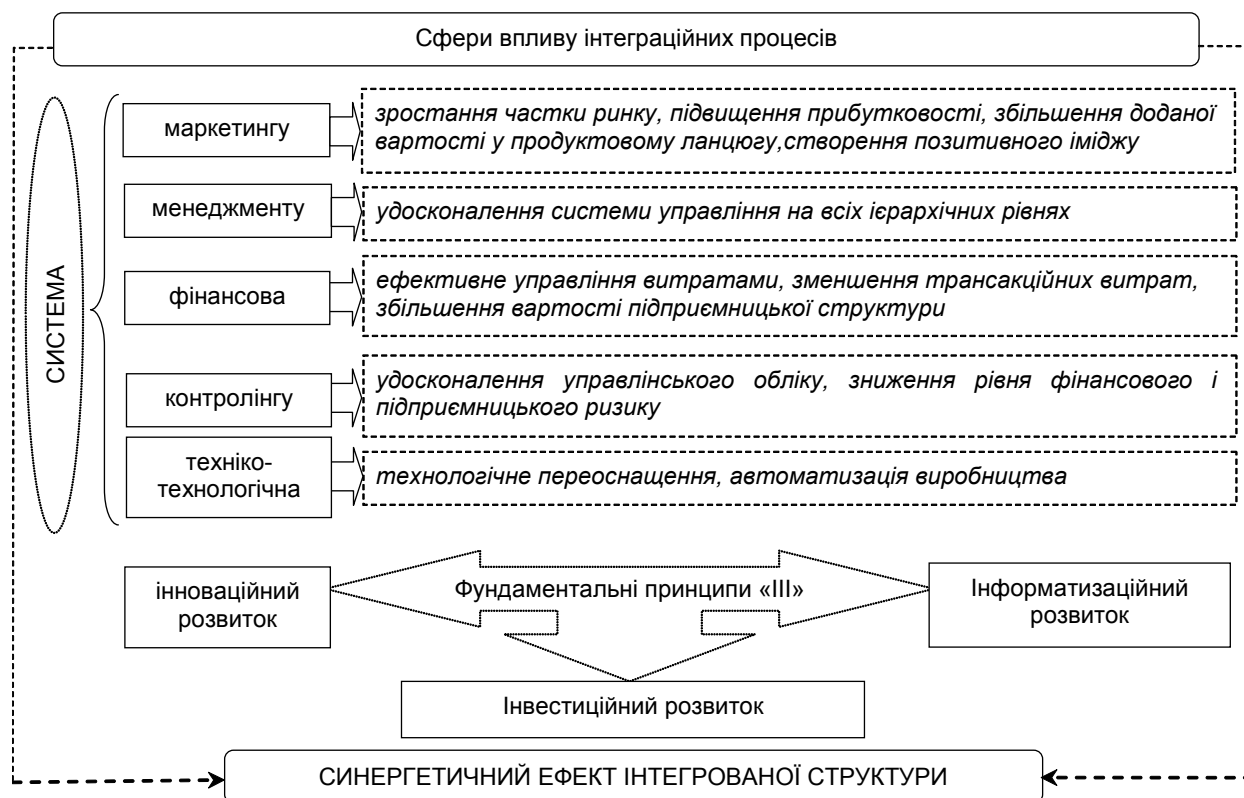 Сфери впливу інтеграційних процесів
СИСТЕМА
маркетингу
зростання частки ринку, підвищення прибутковості, збільшення доданої
вартості у продуктовому ланцюгу,створення позитивного іміджу
менеджменту
удосконалення системи управління на всіх ієрархічних рівнях
фінансова
ефективне управління витратами, зменшення трансакційних витрат,
збільшення вартості підприємницької структури
контролінгу
удосконалення управлінського обліку, зниження рівня фінансового і
підприємницького ризику
техніко-
технологічна
технологічне переоснащення, автоматизація виробництва
інноваційний
розвиток
Фундаментальні принципи «ІІІ»
Інформатизаційний
розвиток
Інвестиційний розвиток
СИНЕРГЕТИЧНИЙ ЕФЕКТ ІНТЕГРОВАНОЇ СТРУКТУРИ